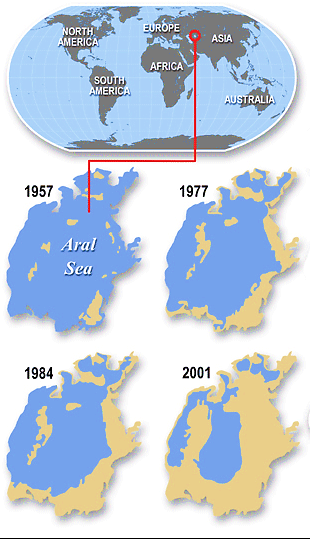 NORTH
AMERICA
EUROPE
ASIA
AFRICA
SOUTH
AMERICA
AUSTRALIA
1957
1977
Aral
Sea
1984
2001